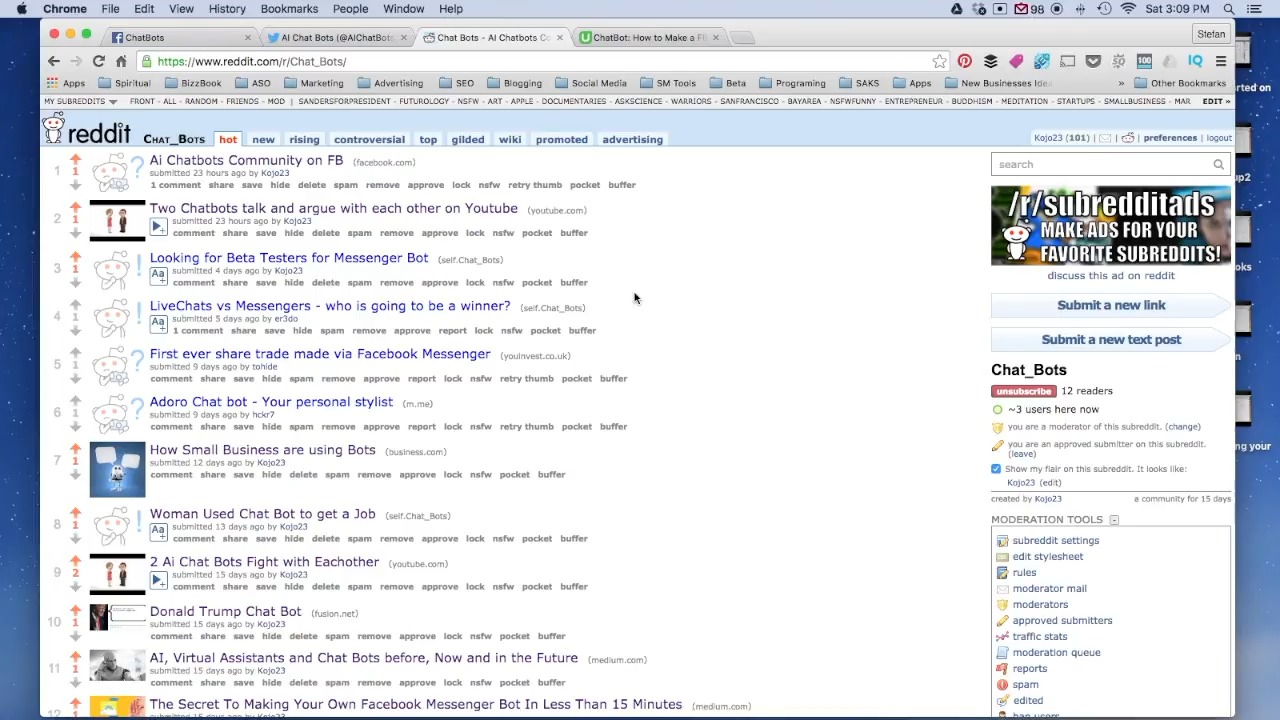 Chrome File Edit View History Bookmarks People Window Help 98 Sat 3:09 PM
ChatBots AI Chat Bots (@AIChatBots Chat Bots - AI Chatbots Co ChatBot: How to Make a FB Stefan
https://www.reddit.com/r/Chat_Bots/
Apps Spiritual BizzBook SEO Marketing Advertising SEO Blogging Social Media SM Tools Beta Programing SAKS Apps New Businesses Idea » Other Bookmarks
MY SUBREDDITS FRONT - ALL - RANDOM - FRIENDS - MOD | SANDERSFORPRESIDENT - FUTUROLOGY - NSFW - ART - APPLE - DOCUMENTARIES - ASKSCIENCE - WARRIORS - SANFRANCISCO - BAYAREA - NSFWFUNNY - ENTREPRENEUR - BUDDHISM - MEDITATION - STARTUPS - SMALLBUSINESS - MAR EDIT »
reddit CHAT_BOTS hot new rising controversial top gilded wiki promoted advertising
Kojo23 (101) | preferences | logout
1 1 Ai Chatbots Community on FB (facebook.com)
submitted 23 hours ago by Kojo23
1 comment share save hide delete spam remove approve lock nsfw retry thumb pocket buffer
2 1 Two Chatbots talk and argue with each other on Youtube (youtube.com)
submitted 23 hours ago by Kojo23
comment share save hide delete spam remove approve lock nsfw pocket buffer
3 1 Looking for Beta Testers for Messenger Bot (self.Chat_Bots)
Aa submitted 4 days ago by Kojo23
comment share save hide delete spam remove approve lock nsfw pocket buffer
4 1 LiveChats vs Messengers - who is going to be a winner? (self.Chat_Bots)
Aa submitted 5 days ago by er3do
1 comment share save hide spam remove approve report lock nsfw pocket buffer
5 1 First ever share trade made via Facebook Messenger (youinvest.co.uk)
submitted 9 days ago by tohide
comment share save hide spam remove approve report lock nsfw retry thumb pocket buffer
6 1 Adoro Chat bot - Your personal stylist (m.me)
submitted 9 days ago by hckr7
comment share save hide spam remove approve report lock nsfw retry thumb pocket buffer
7 1 How Small Business are using Bots (business.com)
submitted 12 days ago by Kojo23
comment share save hide delete spam remove approve lock nsfw pocket buffer
8 1 Woman Used Chat Bot to get a Job (self.Chat_Bots)
Aa submitted 13 days ago by Kojo23
comment share save hide delete spam remove approve lock nsfw pocket buffer
9 2 2 Ai Chat Bots Fight with Eachother (youtube.com)
submitted 15 days ago by Kojo23
comment share save hide delete spam remove approve lock nsfw pocket buffer
10 1 Donald Trump Chat Bot (fusion.net)
submitted 15 days ago by Kojo23
comment share save hide delete spam remove approve lock nsfw pocket buffer
11 1 AI, Virtual Assistants and Chat Bots before, Now and in the Future (medium.com)
submitted 15 days ago by Kojo23
comment share save hide delete spam remove approve lock nsfw pocket buffer
12 The Secret To Making Your Own Facebook Messenger Bot In Less Than 15 Minutes (medium.com)
search
/r/subredditads
MAKE ADS FOR YOUR
FAVORITE SUBREDDITS!
discuss this ad on reddit
Submit a new link
Submit a new text post
Chat_Bots
unsubscribe 12 readers
~3 users here now
you are a moderator of this subreddit. (change)
you are an approved submitter on this subreddit.
(leave)
Show my flair on this subreddit. It looks like:
Kojo23 (edit)
created by Kojo23 a community for 15 days
MODERATION TOOLS
subreddit settings
edit stylesheet
rules
moderator mail
moderators
approved submitters
traffic stats
moderation queue
reports
spam
edited
ban users